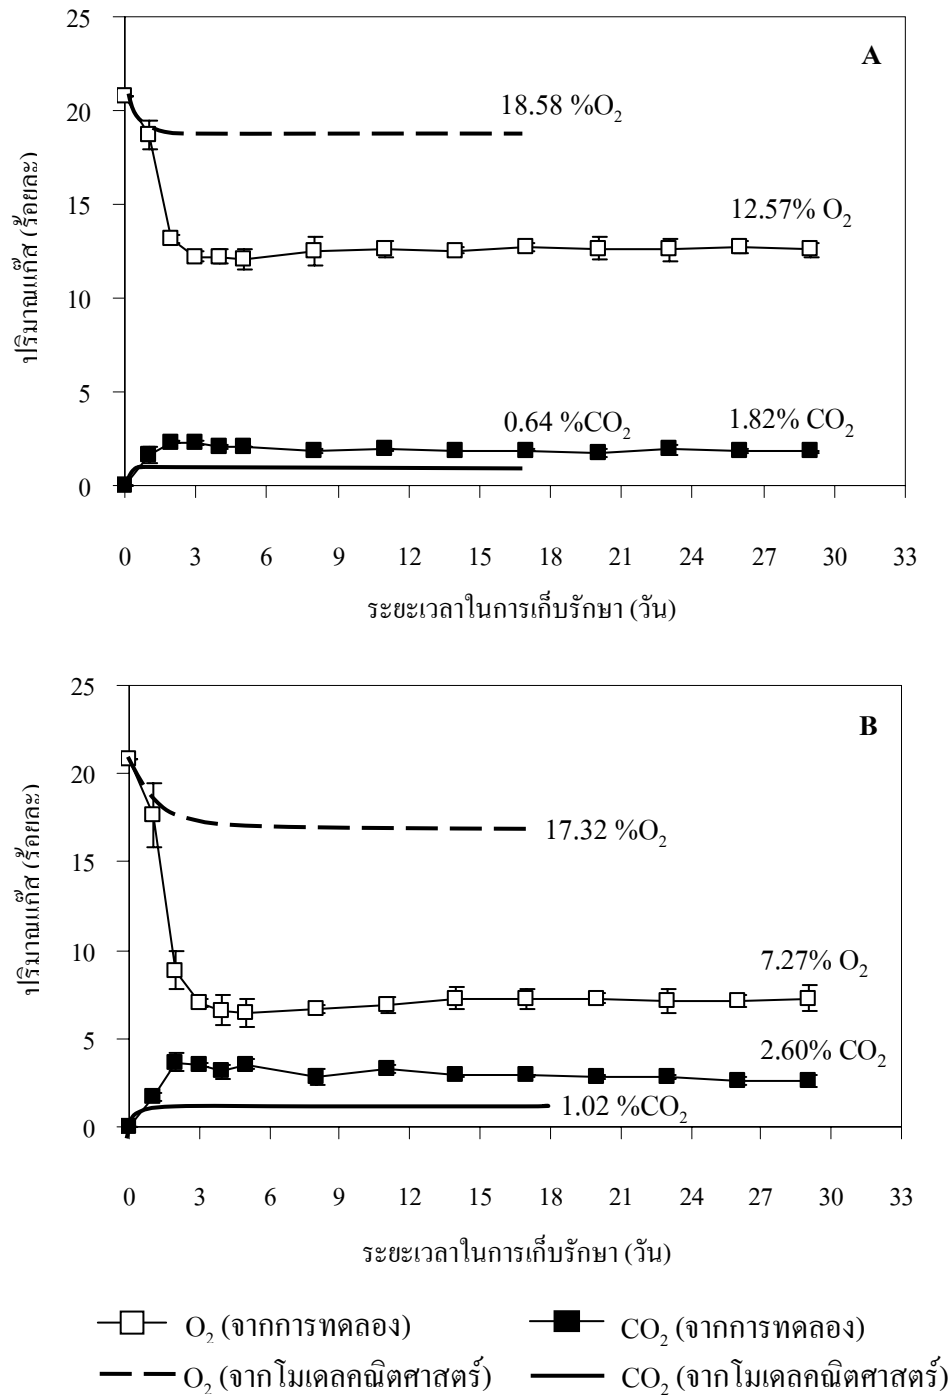 25
A
20
18.58 %O₂
15
12.57% O₂
10
5
0.64 %CO₂ 1.82% CO₂
0
0 3 6 9 12 15 18 21 24 27 30 33
ปริมาณแก๊ส (ร้อยละ)
ระยะเวลาในการเก็บรักษา (วัน)
25
B
20
17.32 %O₂
15
10
7.27% O₂
5
2.60% CO₂
1.02 %CO₂
0
0 3 6 9 12 15 18 21 24 27 30 33
ปริมาณแก๊ส (ร้อยละ)
ระยะเวลาในการเก็บรักษา (วัน)
O₂ (จากการทดลอง) CO₂ (จากการทดลอง)
O₂ (จากโมเดลคณิตศาสตร์) CO₂ (จากโมเดลคณิตศาสตร์)